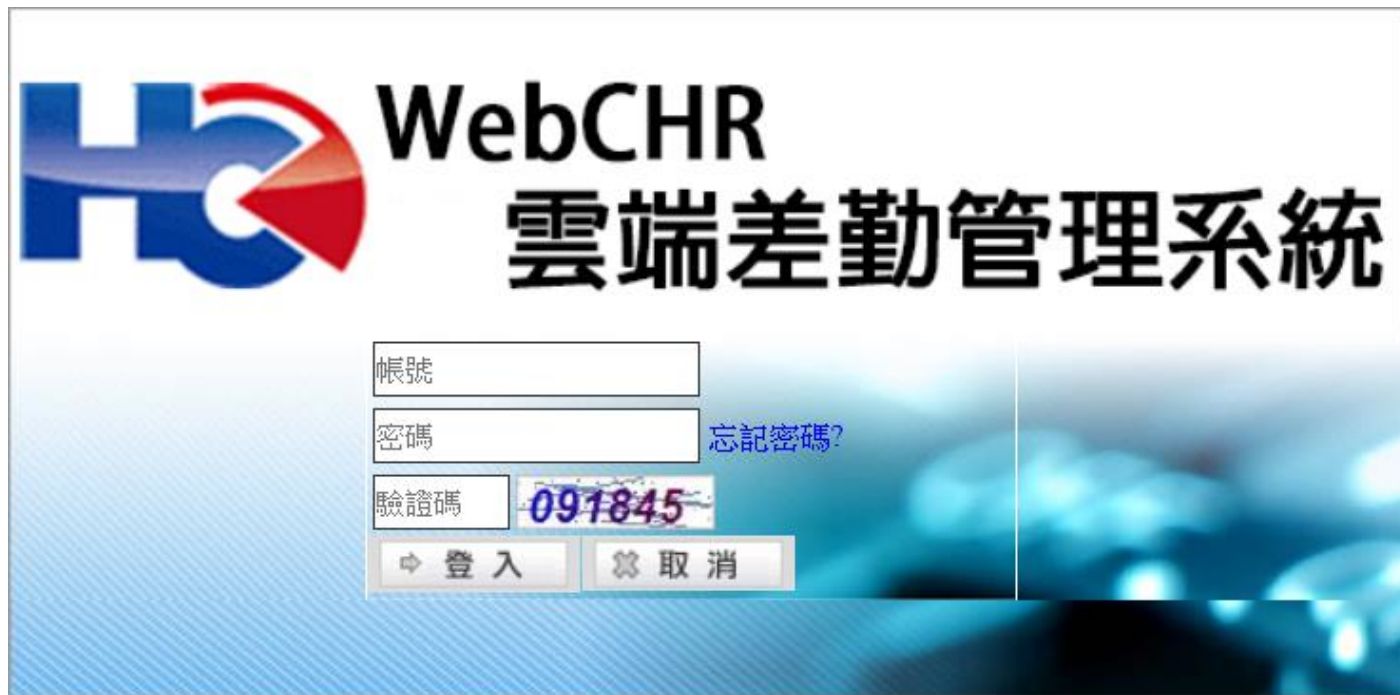 HC
WebCHR
雲端差勤管理系統
帳號
密碼 忘記密碼?
驗證碼 091845
登入 取消